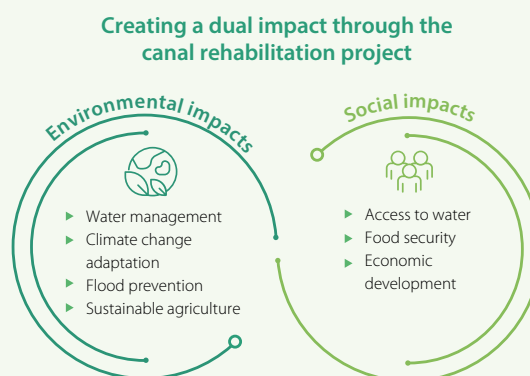 Creating a dual impact through the
canal rehabilitation project
Environmental impacts
Water management
Climate change
adaptation
Flood prevention
Sustainable agriculture
Social impacts
Access to water
Food security
Economic
development